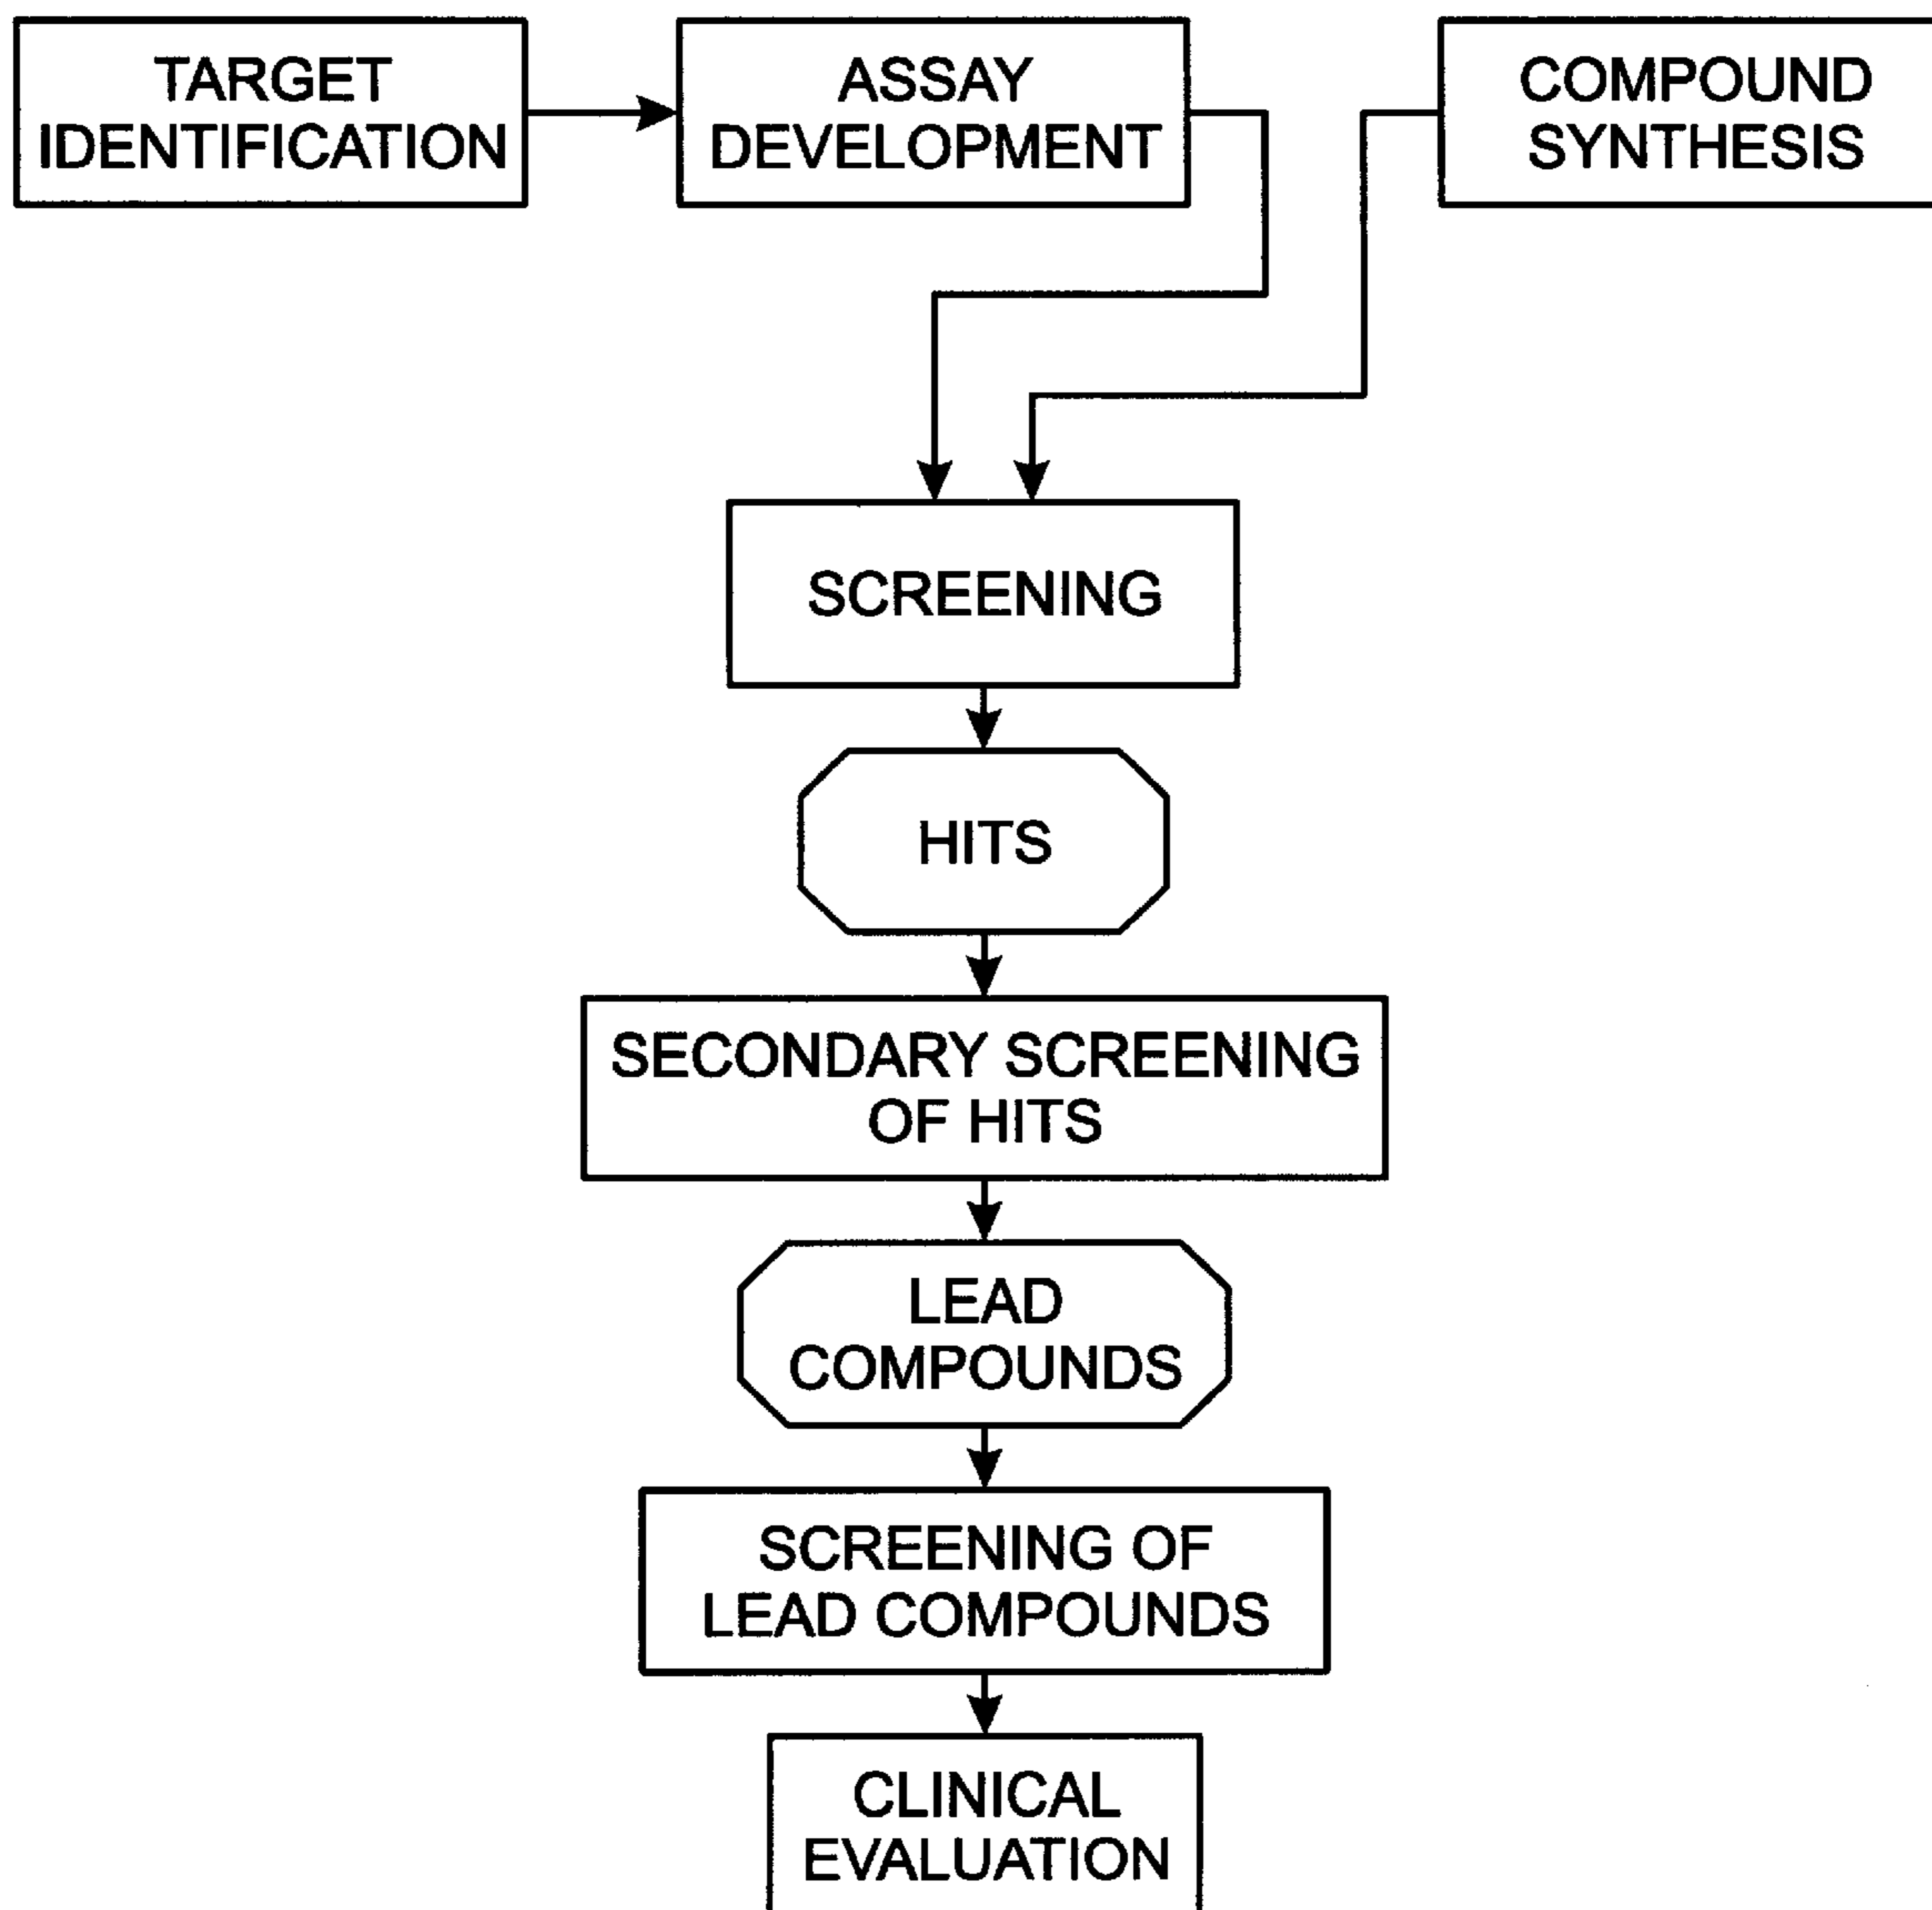 TARGET
IDENTIFICATION
ASSAY
DEVELOPMENT
COMPOUND
SYNTHESIS
SCREENING
HITS
SECONDARY SCREENING
OF HITS
LEAD
COMPOUNDS
SCREENING OF
LEAD COMPOUNDS
CLINICAL
EVALUATION